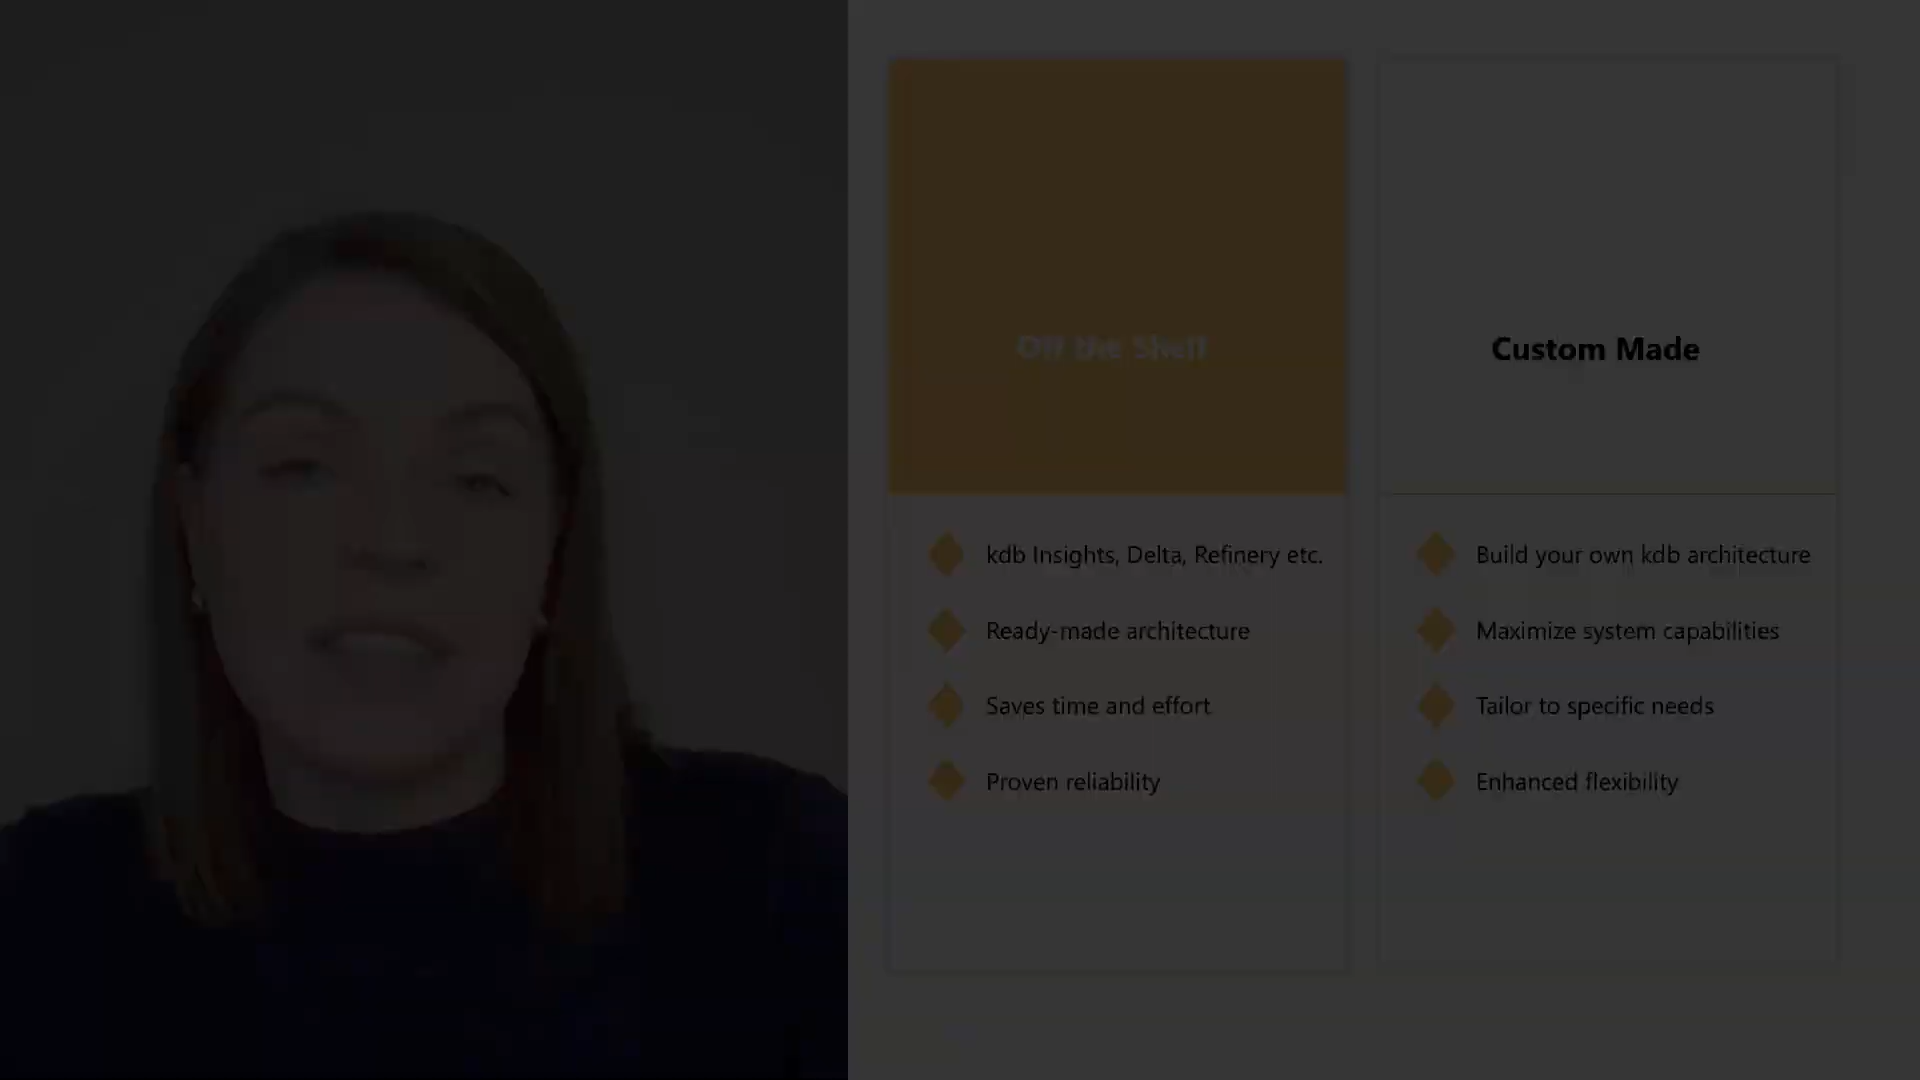 Off the Shelf
kdb Insights, Delta, Refinery etc.
Ready-made architecture
Saves time and effort
Proven reliability
Custom Made
Build your own kdb architecture
Maximize system capabilities
Tailor to specific needs
Enhanced flexibility